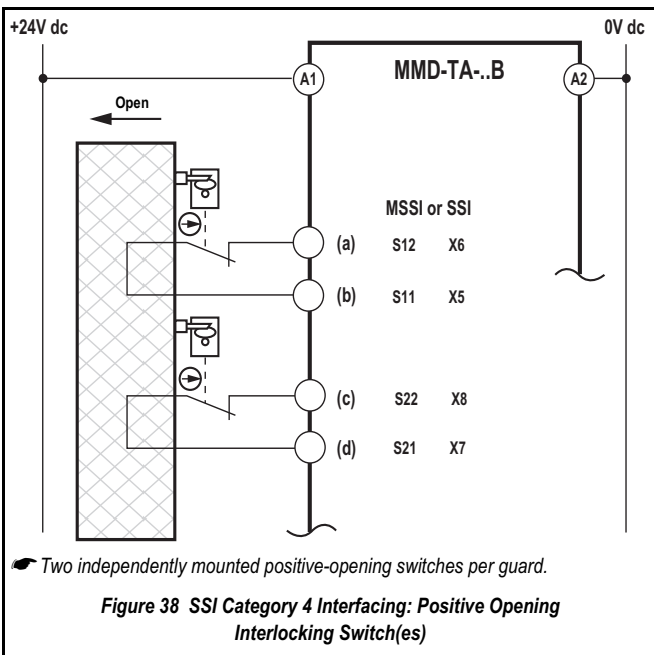 +24V dc 0V dc
A1 MMD-TA-..B A2
Open
MSSI or SSI
(a) S12 X6
(b) S11 X5
(c) S22 X8
(d) S21 X7
Two independently mounted positive-opening switches per guard.
Figure 38 SSI Category 4 Interfacing: Positive Opening
Interlocking Switch(es)